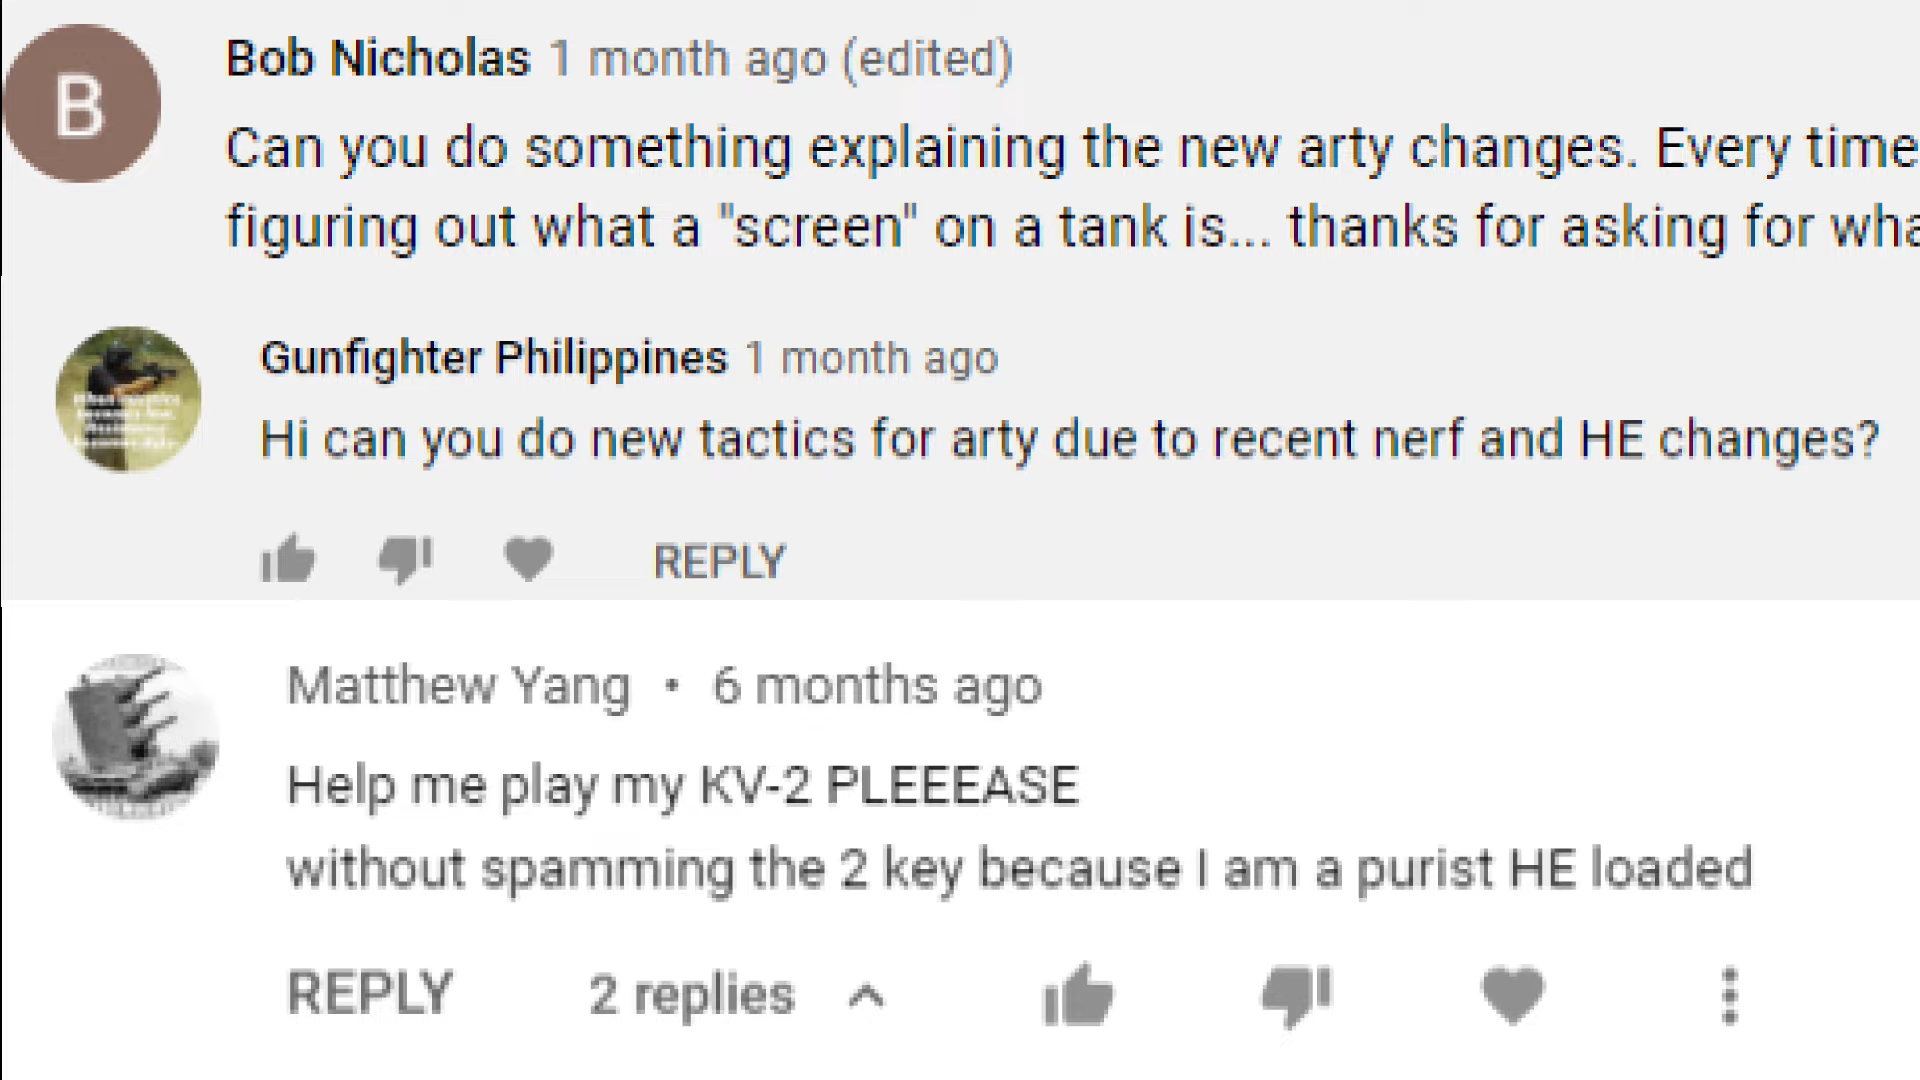 B
Bob Nicholas 1 month ago (edited)
Can you do something explaining the new arty changes. Every time
figuring out what a "screen" on a tank is... thanks for asking for wha
Gunfighter Philippines 1 month ago
Hi can you do new tactics for arty due to recent nerf and HE changes?
REPLY
Matthew Yang • 6 months ago
Help me play my KV-2 PLEEEASE
without spamming the 2 key because I am a purist HE loaded
REPLY 2 replies